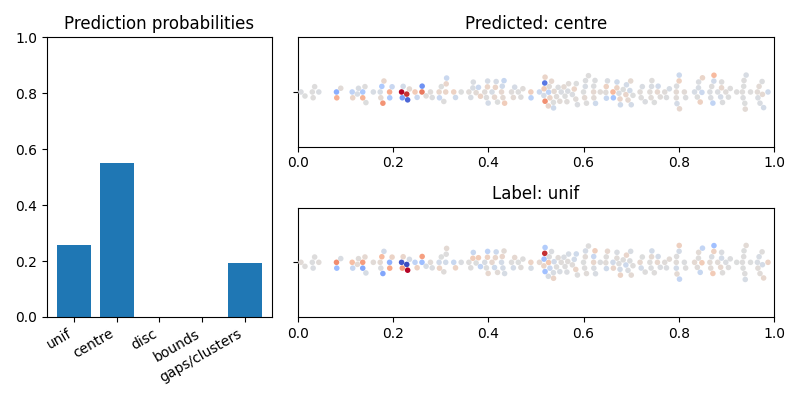 Prediction probabilities
1.0
0.8
0.6
0.4
0.2
0.0
unif
centre
disc
bounds
gaps/clusters
Predicted: centre
0.0 0.2 0.4 0.6 0.8 1.0
Label: unif
0.0 0.2 0.4 0.6 0.8 1.0